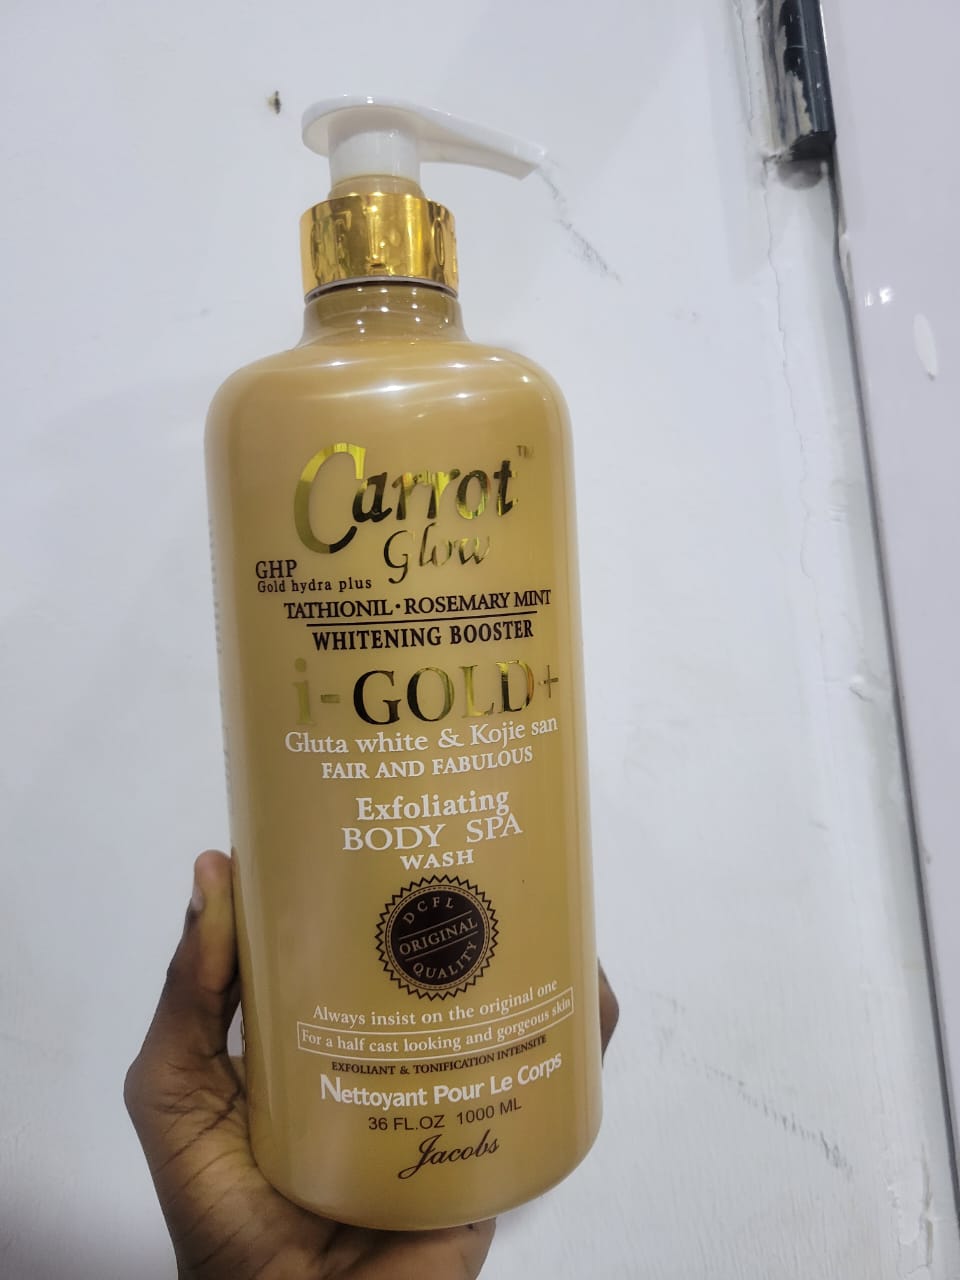 Carrot™
Glow
GHP
Gold hydra plus
TATHIONIL • ROSEMARY MINT
WHITENING BOOSTER
i-GOLD+
Gluta white & Kojie san
FAIR AND FABULOUS
Exfoliating
BODY SPA
WASH
DCFL
ORIGINAL
QUALITY
Always insist on the original one
For a half cast looking and gorgeous skin
EXFOLIANT & TONIFICATION INTENSITE
Nettoyant Pour Le Corps
36 FL.OZ 1000 ML
Jacobs